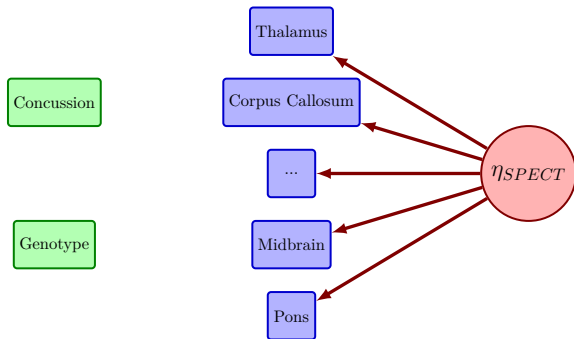 Thalamus
Concussion
Corpus Callosum
...
η_SPECT
Genotype
Midbrain
Pons